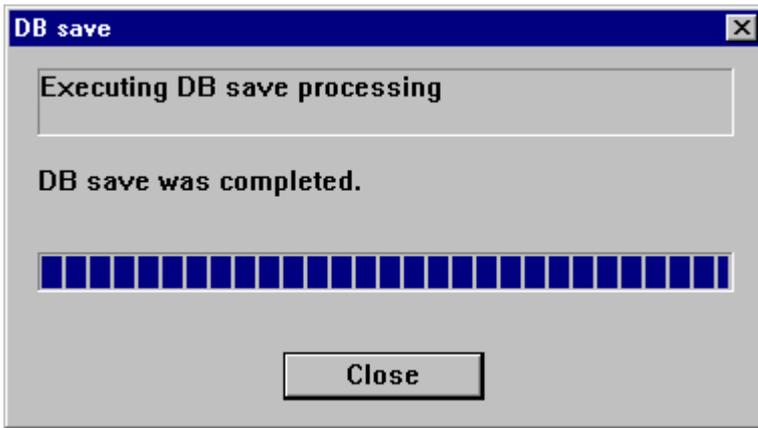 DB save
Executing DB save processing
DB save was completed.
Close